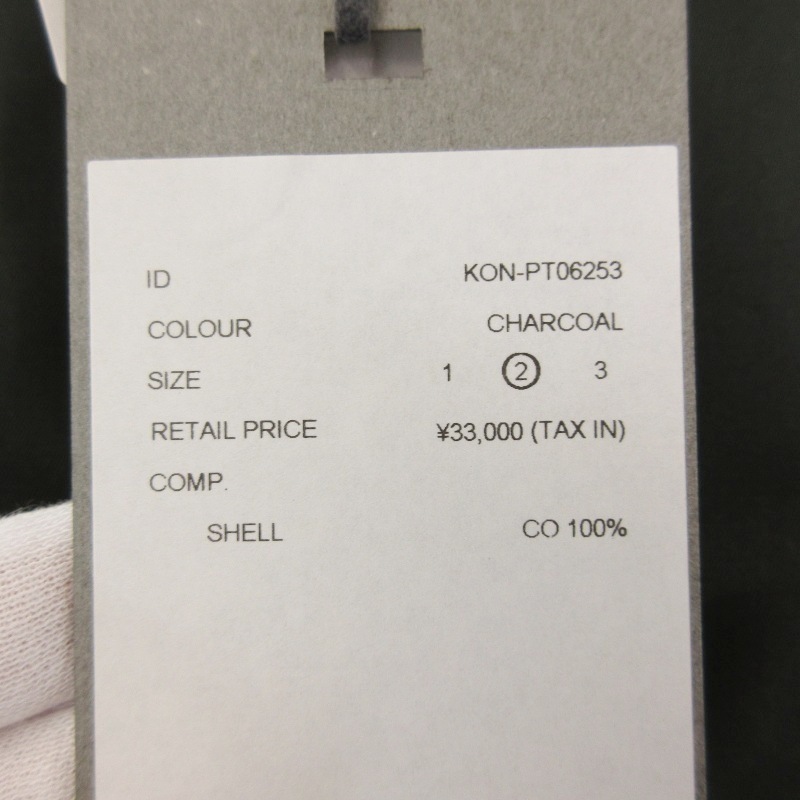 ID KON-PT06253
COLOUR CHARCOAL
SIZE 1 2 3
RETAIL PRICE ¥33,000 (TAX IN)
COMP.
SHELL CO 100%